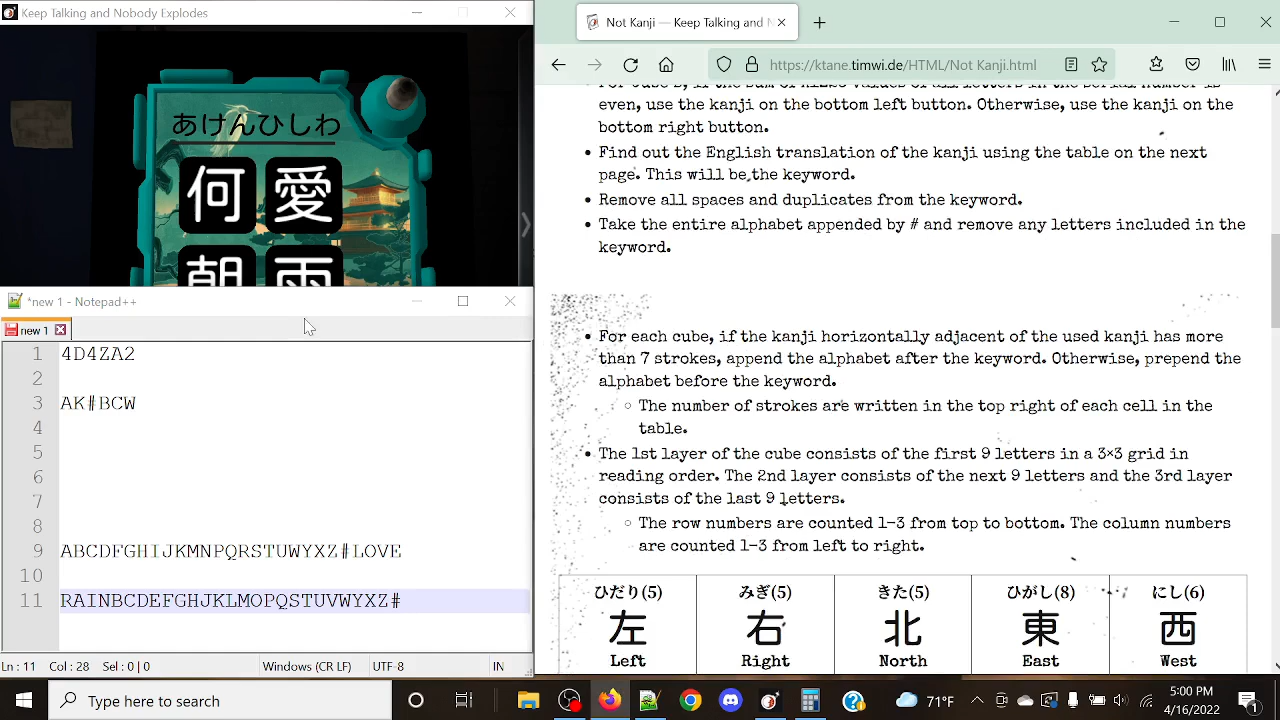 Keep Talking and Nobody Explodes
あけんひしわ
何 愛
朝 雨
*new 1 - Notepad++
new 1
1 4D4ZA2
2
3 AK#BCW
4
5
6
7
8
9 ABCDFGHIJKMNPQRSTUWYXZ#LOVE
10
11 RAINBCDEFGHJKLMOPQSTUVWYXZ#
Ln : 11 Col : 28 Sel : 0 | 0 Windows (CR LF) UTF-8 IN
Not Kanji — Keep Talking and N
https://ktane.timwi.de/HTML/Not Kanji.html
even, use the kanji on the bottom left button. Otherwise, use the kanji on the
bottom right button.
• Find out the English translation of the kanji using the table on the next
page. This will be the keyword.
• Remove all spaces and duplicates from the keyword.
• Take the entire alphabet appended by # and remove any letters included in the
keyword.
• For each cube, if the kanji horizontally adjacent of the used kanji has more
than 7 strokes, append the alphabet after the keyword. Otherwise, prepend the
alphabet before the keyword.
The number of strokes are written in the top right of each cell in the
table.
• The 1st layer of the cube consists of the first 9 letters in a 3×3 grid in
reading order. The 2nd layer consists of the next 9 letters and the 3rd layer
consists of the last 9 letters.
The row numbers are counted 1-3 from top to bottom. The column numbers
are counted 1-3 from left to right.
ひだり(5) みぎ(5) きた(5) ひがし(8) にし(6)
左 右 北 東 西
Left Right North East West
Type here to search
71°F
5:00 PM
4/16/2022